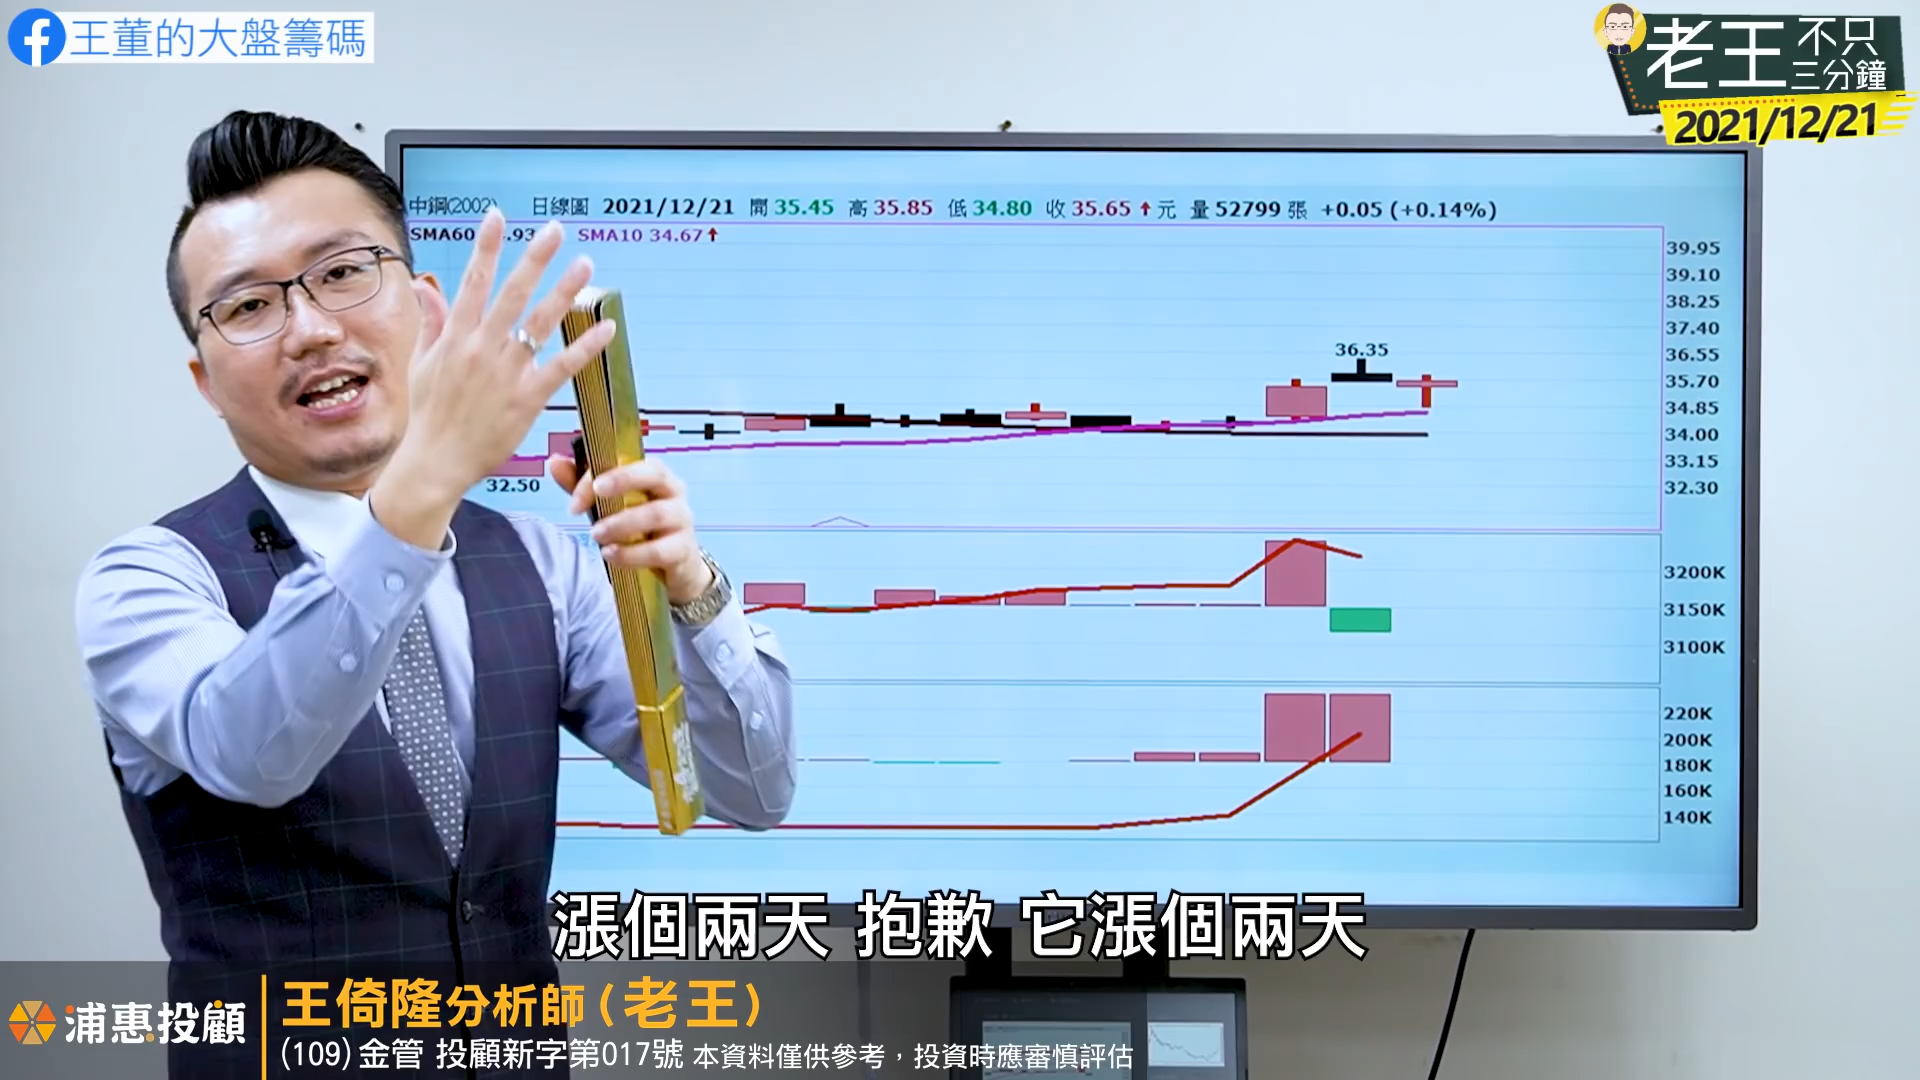 王董的大盤籌碼
老王不只三分鐘
2021/12/21
中鋼(2002) 日線圖 2021/12/21 開 35.45 高 35.85 低 34.80 收 35.65 ↑ 元 量 52799 張 +0.05 (+0.14%)
SMA60 .93 SMA10 34.67↑
39.95
39.10
38.25
37.40
36.55
35.70
34.85
34.00
33.15
32.30
36.35
32.50
3200K
3150K
3100K
220K
200K
180K
160K
140K
漲個兩天 抱歉 它漲個兩天
浦惠投顧
王倚隆分析師(老王)
(109) 金管 投顧新字第017號 本資料僅供參考，投資時應審慎評估